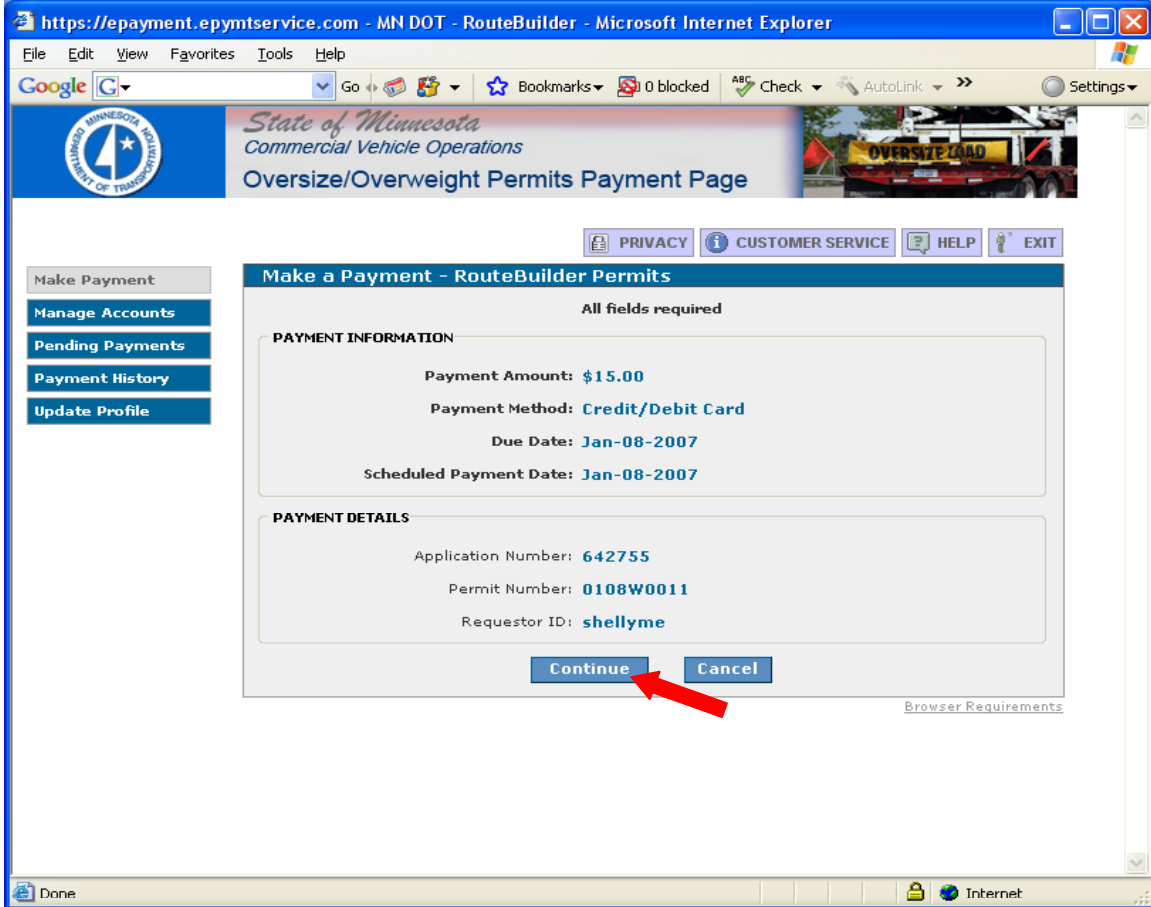 https://epayment.epymtservice.com - MN DOT - RouteBuilder - Microsoft Internet Explorer
File Edit View Favorites Tools Help
Google G Go Bookmarks 0 blocked ABC Check AutoLink >> Settings
MINNESOTA DEPARTMENT OF TRANSPORTATION
State of Minnesota
Commercial Vehicle Operations
Oversize/Overweight Permits Payment Page
OVERSIZE LOAD
PRIVACY CUSTOMER SERVICE HELP EXIT
Make Payment
Manage Accounts
Pending Payments
Payment History
Update Profile
Make a Payment - RouteBuilder Permits
All fields required
PAYMENT INFORMATION
Payment Amount: $15.00
Payment Method: Credit/Debit Card
Due Date: Jan-08-2007
Scheduled Payment Date: Jan-08-2007
PAYMENT DETAILS
Application Number: 642755
Permit Number: 0108W0011
Requestor ID: shellyme
Continue Cancel
Browser Requirements
Done Internet